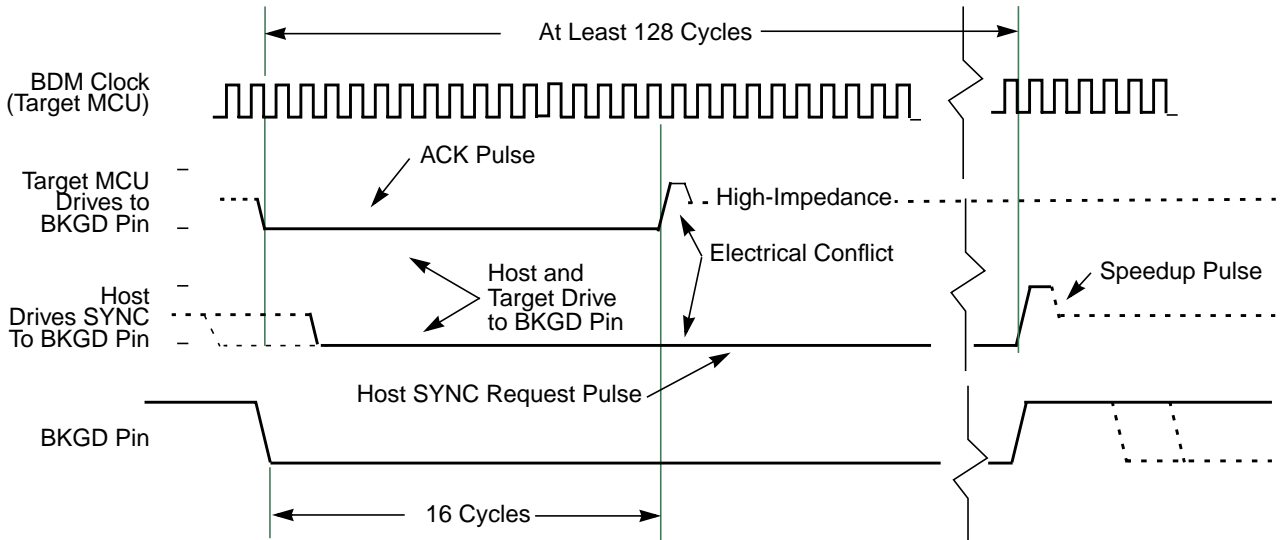 At Least 128 Cycles
BDM Clock
(Target MCU)
ACK Pulse
Target MCU
Drives to
BKGD Pin
High-Impedance
Electrical Conflict
Host and
Target Drive
to BKGD Pin
Speedup Pulse
Host
Drives SYNC
To BKGD Pin
Host SYNC Request Pulse
BKGD Pin
16 Cycles